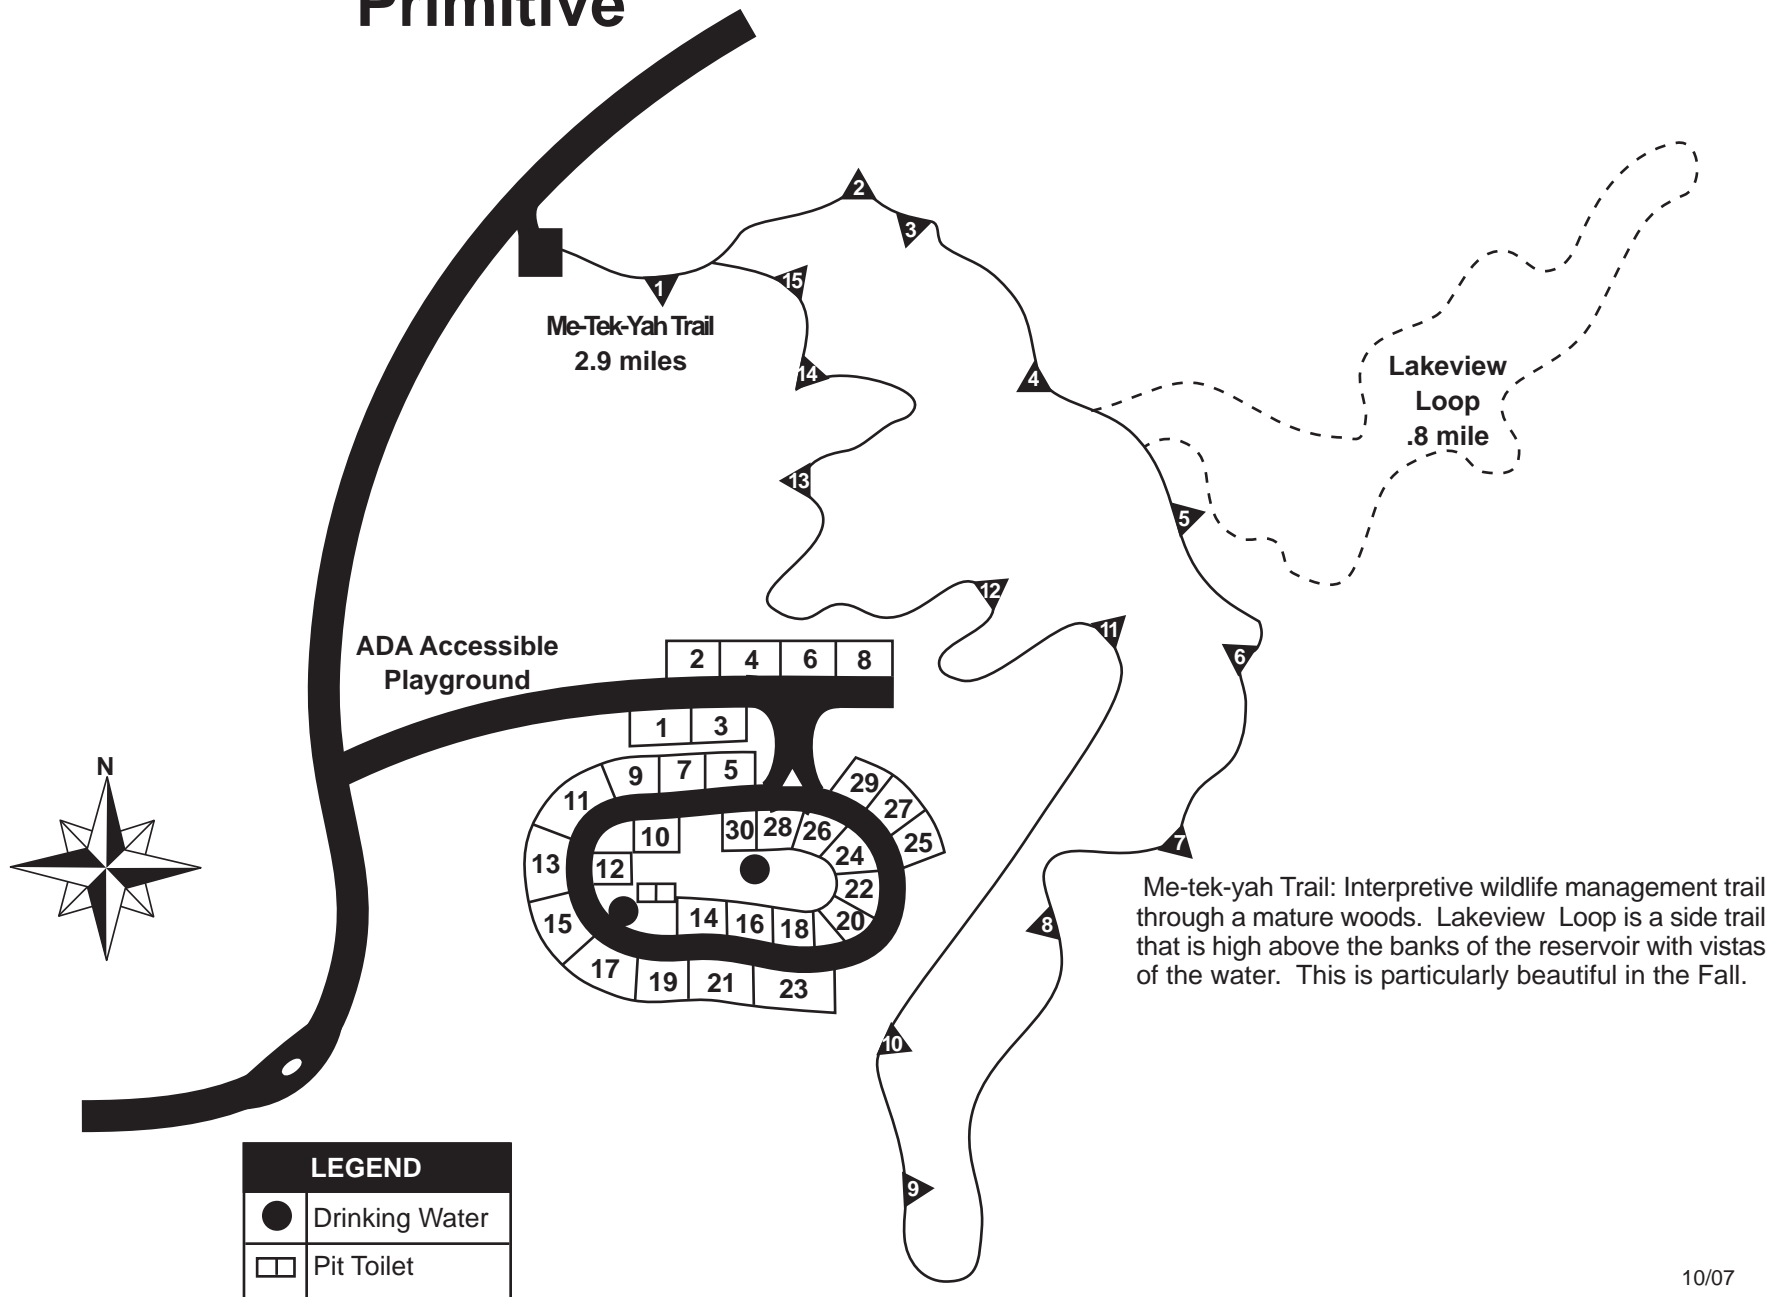 Primitive
2
3
1
15
Me-Tek-Yah Trail
2.9 miles
14
4
Lakeview
Loop
.8 mile
13
5
12
11
6
ADA Accessible
Playground
2 4 6 8
1 3
N
9 7 5
29
11
27
10
30 28 26
25
7
13
12
24
22
Me-tek-yah Trail: Interpretive wildlife management trail
through a mature woods. Lakeview Loop is a side trail
that is high above the banks of the reservoir with vistas
of the water. This is particularly beautiful in the Fall.
15
14 16 18 20
8
17
19 21 23
10
9
LEGEND
Drinking Water
Pit Toilet
10/07